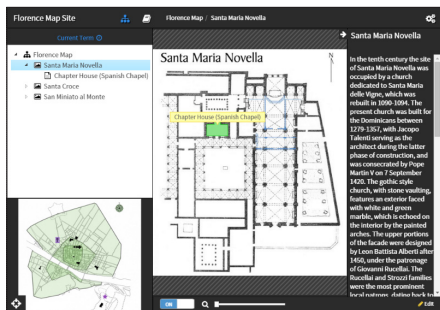 Florence Map Site
Florence Map / Santa Maria Novella
Current Term
Florence Map
Santa Maria Novella
Chapter House (Spanish Chapel)
Santa Croce
San Miniato al Monte
Santa Maria Novella
N
Chapter House (Spanish Chapel)
ON
Santa Maria Novella
In the tenth century the site
of Santa Maria Novella was
occupied by a church
dedicated to Santa Maria
delle Vigne, which was
rebuilt in 1090-1094. The
present church was built for
the Dominicans between
1279-1357, with Jacopo
Talenti serving as the
architect during the latter
phase of construction, and
was consecrated by Pope
Martin V on 7 September
1420. The gothic style
church, with stone vaulting,
features an exterior faced
with white and green
marble, which is echoed on
the interior by the painted
arches. The upper portions
of the facade were designed
by Leon Battista Alberti after
1450, under the patronage
of Giovanni Rucellai. The
Rucellai and Strozzi families
were the most prominent
local patrons, dating back to
Edit